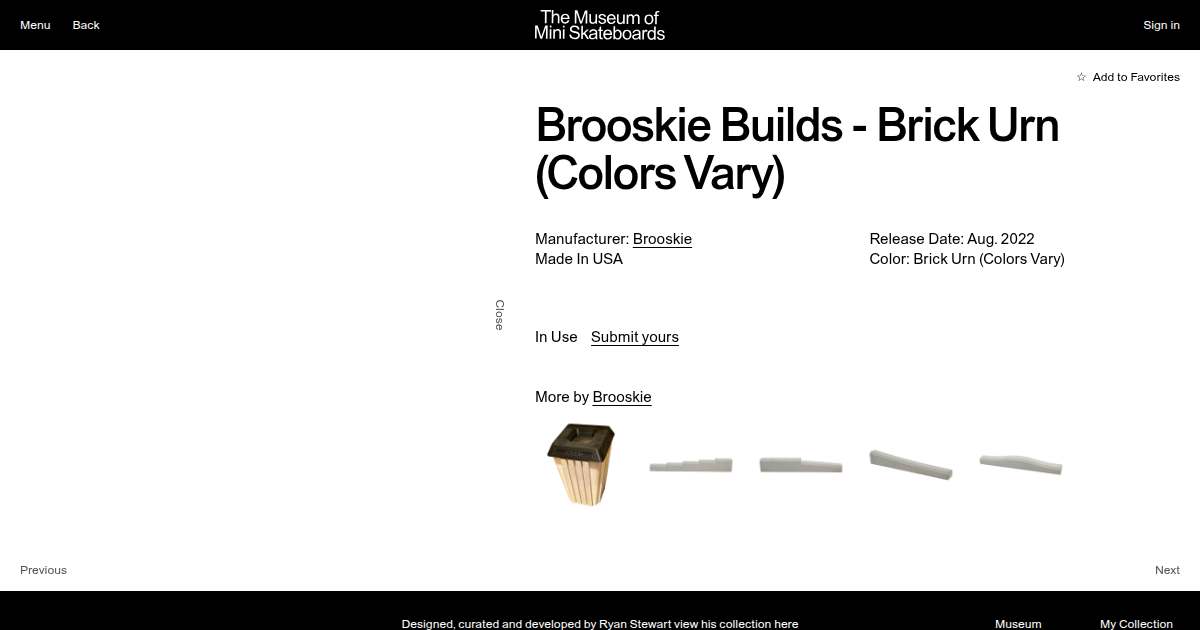 Menu
Back
The Museum of
Mini Skateboards
Sign in
☆ Add to Favorites
Brooskie Builds - Brick Urn
(Colors Vary)
Manufacturer: Brooskie
Made In USA
Release Date: Aug. 2022
Color: Brick Urn (Colors Vary)
Close
In Use Submit yours
More by Brooskie
Previous
Next
Designed, curated and developed by Ryan Stewart view his collection here
Museum
My Collection